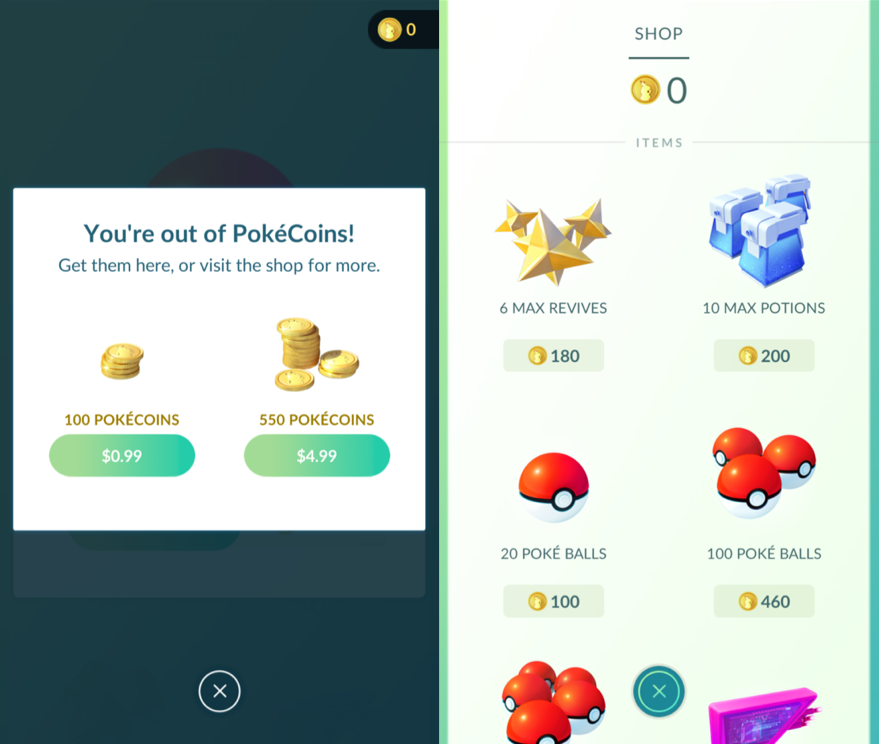 0
You're out of PokéCoins!
Get them here, or visit the shop for more.
100 POKÉCOINS
550 POKÉCOINS
$0.99
$4.99
SHOP
0
ITEMS
6 MAX REVIVES
10 MAX POTIONS
180
200
20 POKÉ BALLS
100 POKÉ BALLS
100
460